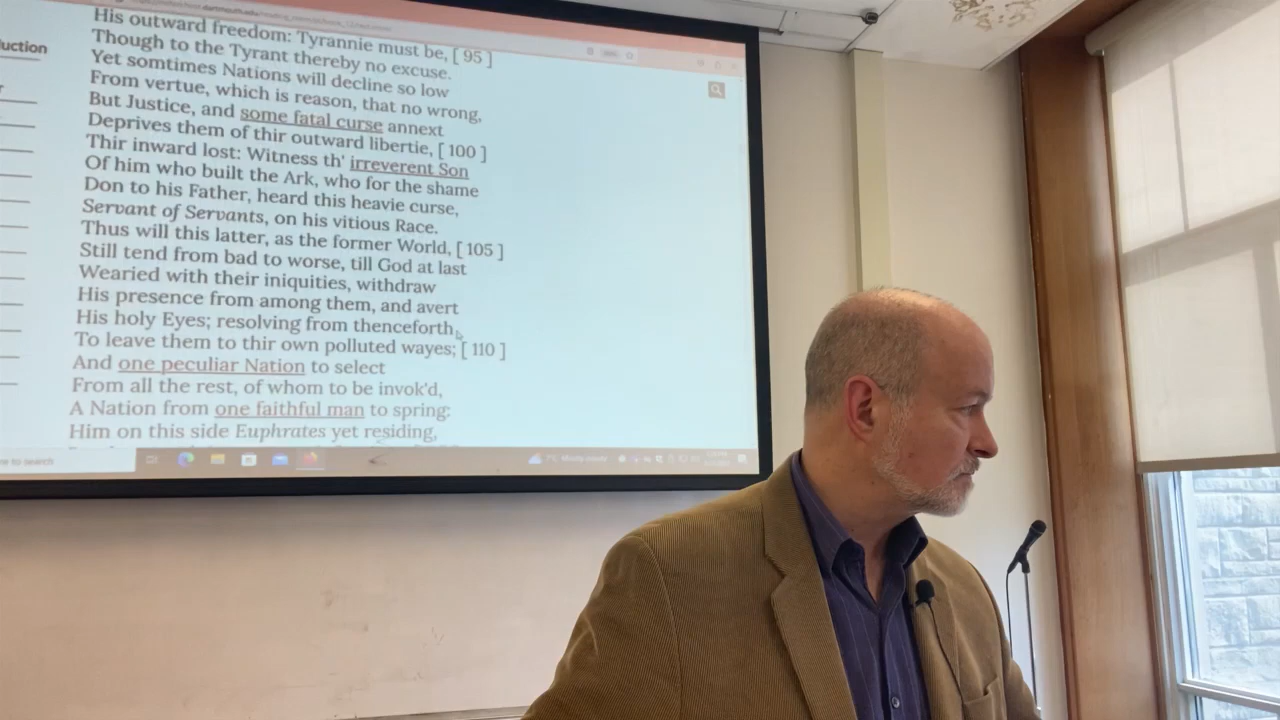 dartmouth.edu
uction
His outward freedom: Tyrannie must be, [ 95 ]
Though to the Tyrant thereby no excuse.
Yet somtimes Nations will decline so low
From vertue, which is reason, that no wrong,
But Justice, and some fatal curse annext
Deprives them of thir outward libertie, [ 100 ]
Thir inward lost: Witness th' irreverent Son
Of him who built the Ark, who for the shame
Don to his Father, heard this heavie curse,
Servant of Servants, on his vitious Race.
Thus will this latter, as the former World, [ 105 ]
Still tend from bad to worse, till God at last
Wearied with their iniquities, withdraw
His presence from among them, and avert
His holy Eyes; resolving from thenceforth
To leave them to thir own polluted wayes; [ 110 ]
And one peculiar Nation to select
From all the rest, of whom to be invok'd,
A Nation from one faithful man to spring:
Him on this side Euphrates yet residing,
to search